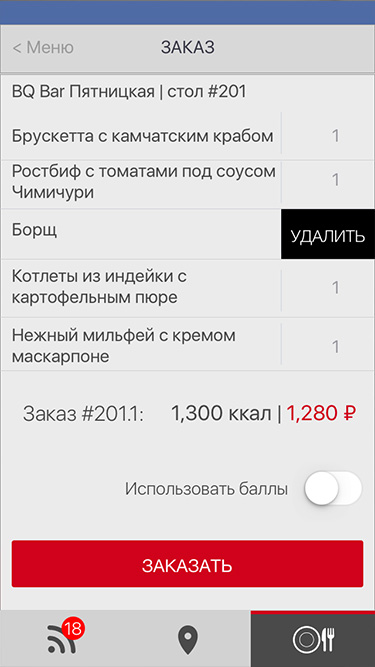 < Меню
ЗАКАЗ
BQ Bar Пятницкая | стол #201
Брускетта с камчатским крабом
1
Ростбиф с томатами под соусом
Чимичури
1
Борщ
УДАЛИТЬ
Котлеты из индейки с
картофельным пюре
1
Нежный мильфей с кремом
маскарпоне
1
Заказ #201.1:
1,300 ккал | 1,280 ₽
Использовать баллы
ЗАКАЗАТЬ
18